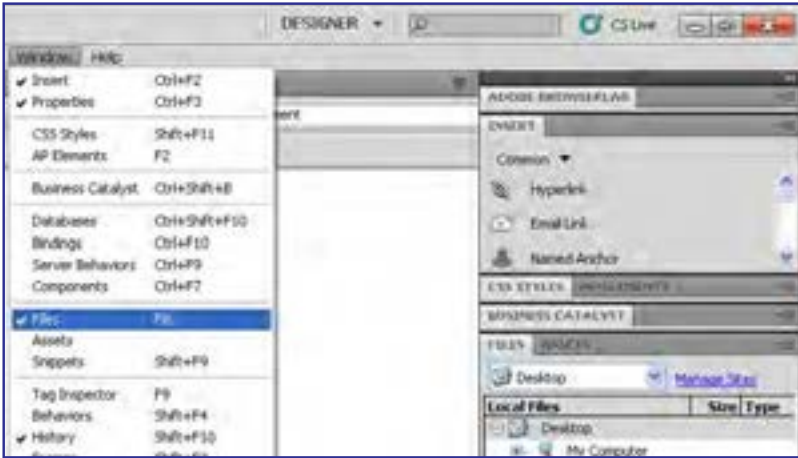 DESIGNER
CS Live
Window Help
Insert Ctrl+F2
Properties Ctrl+F3
CSS Styles Shift+F11
AP Elements F2
Business Catalyst Ctrl+Shift+B
Databases Ctrl+Shift+F10
Bindings Ctrl+F10
Server Behaviors Ctrl+F9
Components Ctrl+F7
Files F8
Assets
Snippets Shift+F9
Tag Inspector F9
Behaviors Shift+F4
History Shift+F10
ment
ADOBE BROWSERLAB
INSERT
Common
Hyperlink
Email Link
Named Anchor
CSS STYLES AP ELEMENTS
BUSINESS CATALYST
FILES ASSETS
Desktop Manage Sites
Local Files Size Type
Desktop
My Computer